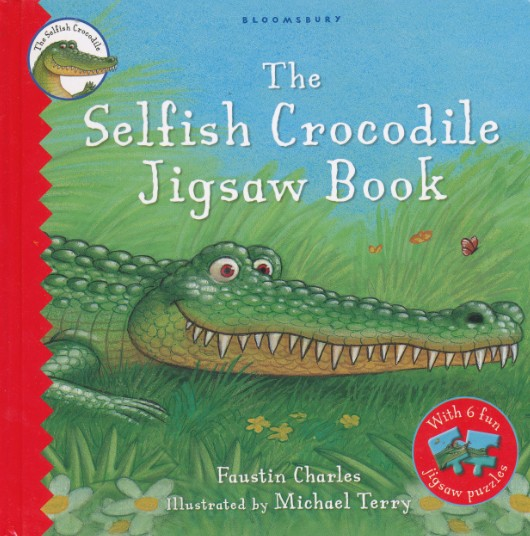 BLOOMSBURY
The Selfish Crocodile
The
Selfish Crocodile
Jigsaw Book
With 6 fun
jigsaw puzzles
Faustin Charles
Illustrated by Michael Terry